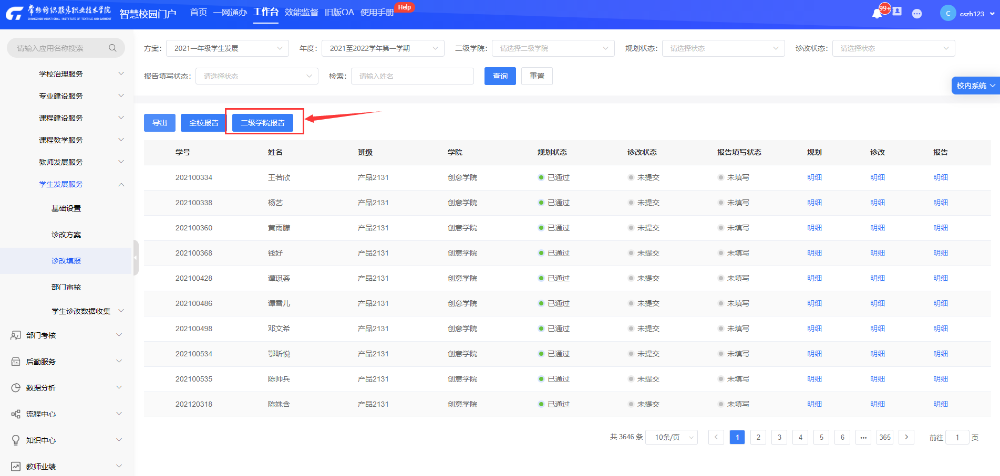 常州纺织服装职业技术学院
CHANGZHOU VOCATIONAL INSTITUTE OF TEXTILE AND GARMENT
智慧校园门户
首页 一网通办 工作台 效能监督 旧版OA 使用手册 Help
99+
C cszh123
请输入应用名称搜索
学校治理服务
专业建设服务
课程建设服务
课程教学服务
教师发展服务
学生发展服务
基础设置
诊改方案
诊改填报
部门审核
学生诊改数据收集
部门考核
后勤服务
数据分析
流程中心
知识中心
教师业绩
方案: 2021一年级学生发展 年度: 2021至2022学年第一学期 二级学院: 请选择二级学院 规划状态: 请选择状态 诊改状态: 请选择状态
报告填写状态: 请选择状态 检索: 请输入姓名 查询 重置
校内系统
导出 全校报告 二级学院报告
学号 姓名 班级 学院 规划状态 诊改状态 报告填写状态 规划 诊改 报告
202100334 王若欣 产品2131 创意学院 已通过 未提交 未填写 明细 明细 明细
202100338 杨艺 产品2131 创意学院 已通过 未提交 未填写 明细 明细 明细
202100360 黄雨朦 产品2131 创意学院 已通过 未提交 未填写 明细 明细 明细
202100368 钱好 产品2131 创意学院 已通过 未提交 未填写 明细 明细 明细
202100428 谭琪荟 产品2131 创意学院 已通过 未提交 未填写 明细 明细 明细
202100486 谭雪儿 产品2131 创意学院 已通过 未提交 未填写 明细 明细 明细
202100498 邓文希 产品2131 创意学院 已通过 未提交 未填写 明细 明细 明细
202100534 鄂昕悦 产品2131 创意学院 已通过 未提交 未填写 明细 明细 明细
202100535 陈帅兵 产品2131 创意学院 已通过 未提交 未填写 明细 明细 明细
202120318 陈姝含 产品2131 创意学院 已通过 未提交 未填写 明细 明细 明细
共 3646 条 10条/页 1 2 3 4 5 6 ••• 365 前往 1 页